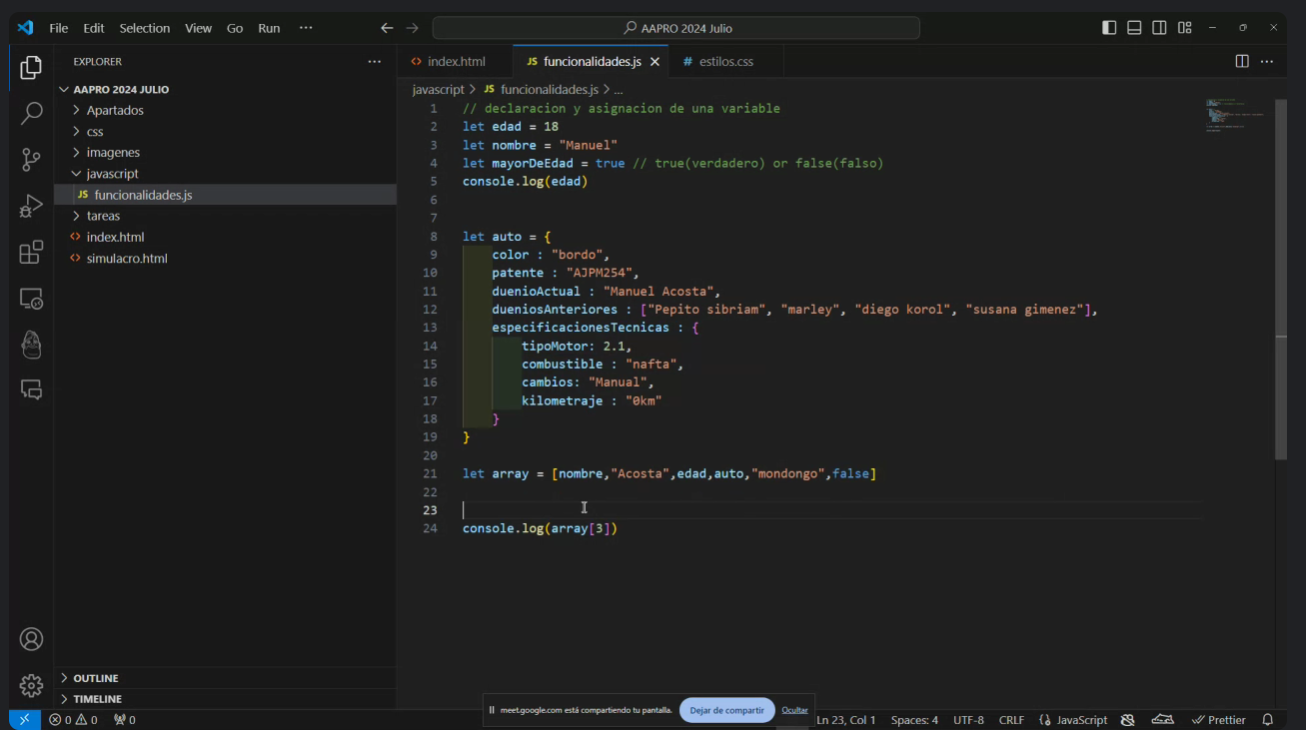 File Edit Selection View Go Run ··· AAPRO 2024 Julio
EXPLORER ···
AAPRO 2024 JULIO
Apartados
css
imagenes
javascript
JS funcionalidades.js
tareas
index.html
simulacro.html
OUTLINE
TIMELINE
index.html JS funcionalidades.js # estilos.css
javascript > JS funcionalidades.js > ...
1 // declaracion y asignacion de una variable
2 let edad = 18
3 let nombre = "Manuel"
4 let mayorDeEdad = true // true(verdadero) or false(falso)
5 console.log(edad)
6
7
8 let auto = {
9 color : "bordo",
10 patente : "AJPM254",
11 duenioActual : "Manuel Acosta",
12 dueniosAnteriores : ["Pepito sibriam", "marley", "diego korol", "susana gimenez"],
13 especificacionesTecnicas : {
14 tipoMotor: 2.1,
15 combustible : "nafta",
16 cambios: "Manual",
17 kilometraje : "0km"
18 }
19 }
20
21 let array = [nombre,"Acosta",edad,auto,"mondongo",false]
22
23
24 console.log(array[3])
meet.google.com está compartiendo tu pantalla. Dejar de compartir Ocultar
0 0 0 Ln 23, Col 1 Spaces: 4 UTF-8 CRLF JavaScript Prettier